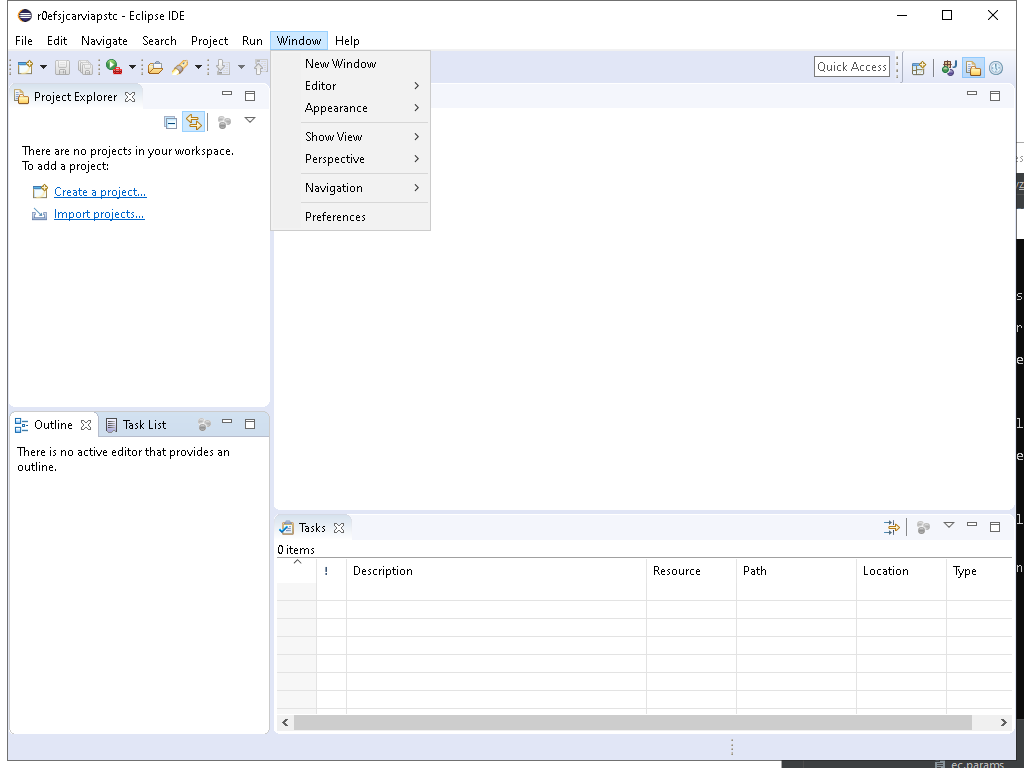 r0efsjcarviapstc - Eclipse IDE
File Edit Navigate Search Project Run Window Help
New Window
Editor
Appearance
Show View
Perspective
Navigation
Preferences
Quick Access
Project Explorer
There are no projects in your workspace.
To add a project:
Create a project...
Import projects...
Outline Task List
There is no active editor that provides an
outline.
Tasks
0 items
! Description Resource Path Location Type
ec.params